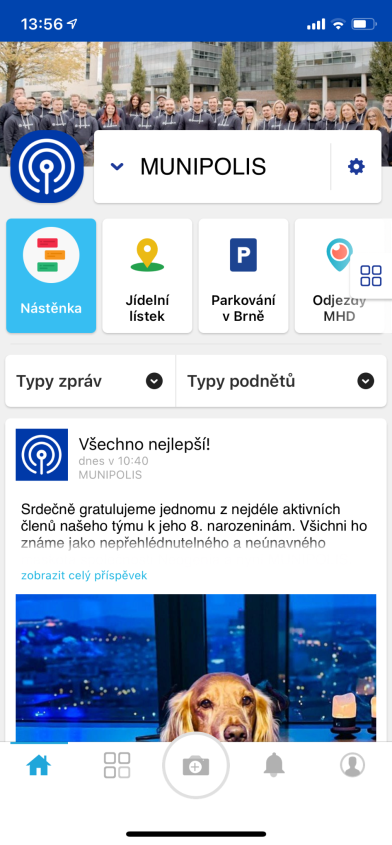 13:56
MUNIPOLIS
Nástěnka
Jídelní
lístek
Parkování
v Brně
Odjezdy
MHD
Typy zpráv
Typy podnětů
Všechno nejlepší!
dnes v 10:40
MUNIPOLIS
Srdečně gratulujeme jednomu z nejdéle aktivních
členů našeho týmu k jeho 8. narozeninám. Všichni ho
známe jako nepřehlédnutelného a neúnavného
zobrazit celý příspěvek